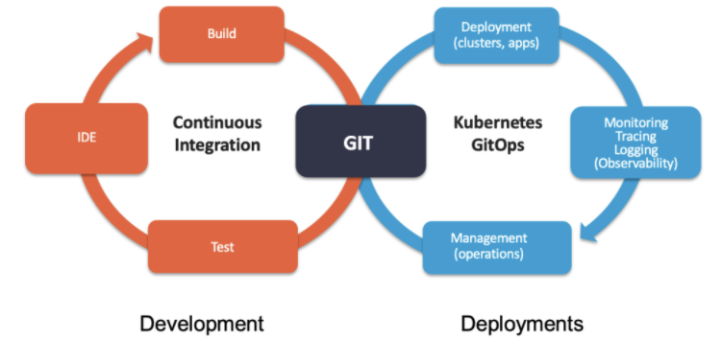 Build
Deployment
(clusters, apps)
IDE
Continuous
Integration
GIT
Kubernetes
GitOps
Monitoring
Tracing
Logging
(Observability)
Test
Management
(operations)
Development
Deployments